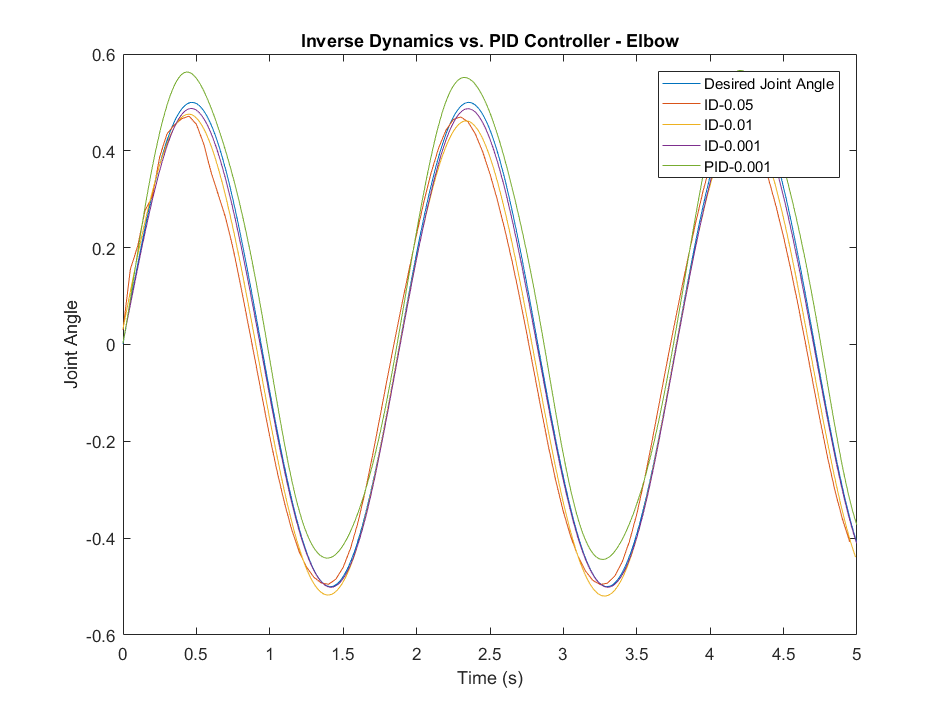 Inverse Dynamics vs. PID Controller - Elbow
0.6
0.4
0.2
0
-0.2
-0.4
-0.6
Joint Angle
Desired Joint Angle
ID-0.05
ID-0.01
ID-0.001
PID-0.001
0 0.5 1 1.5 2 2.5 3 3.5 4 4.5 5
Time (s)